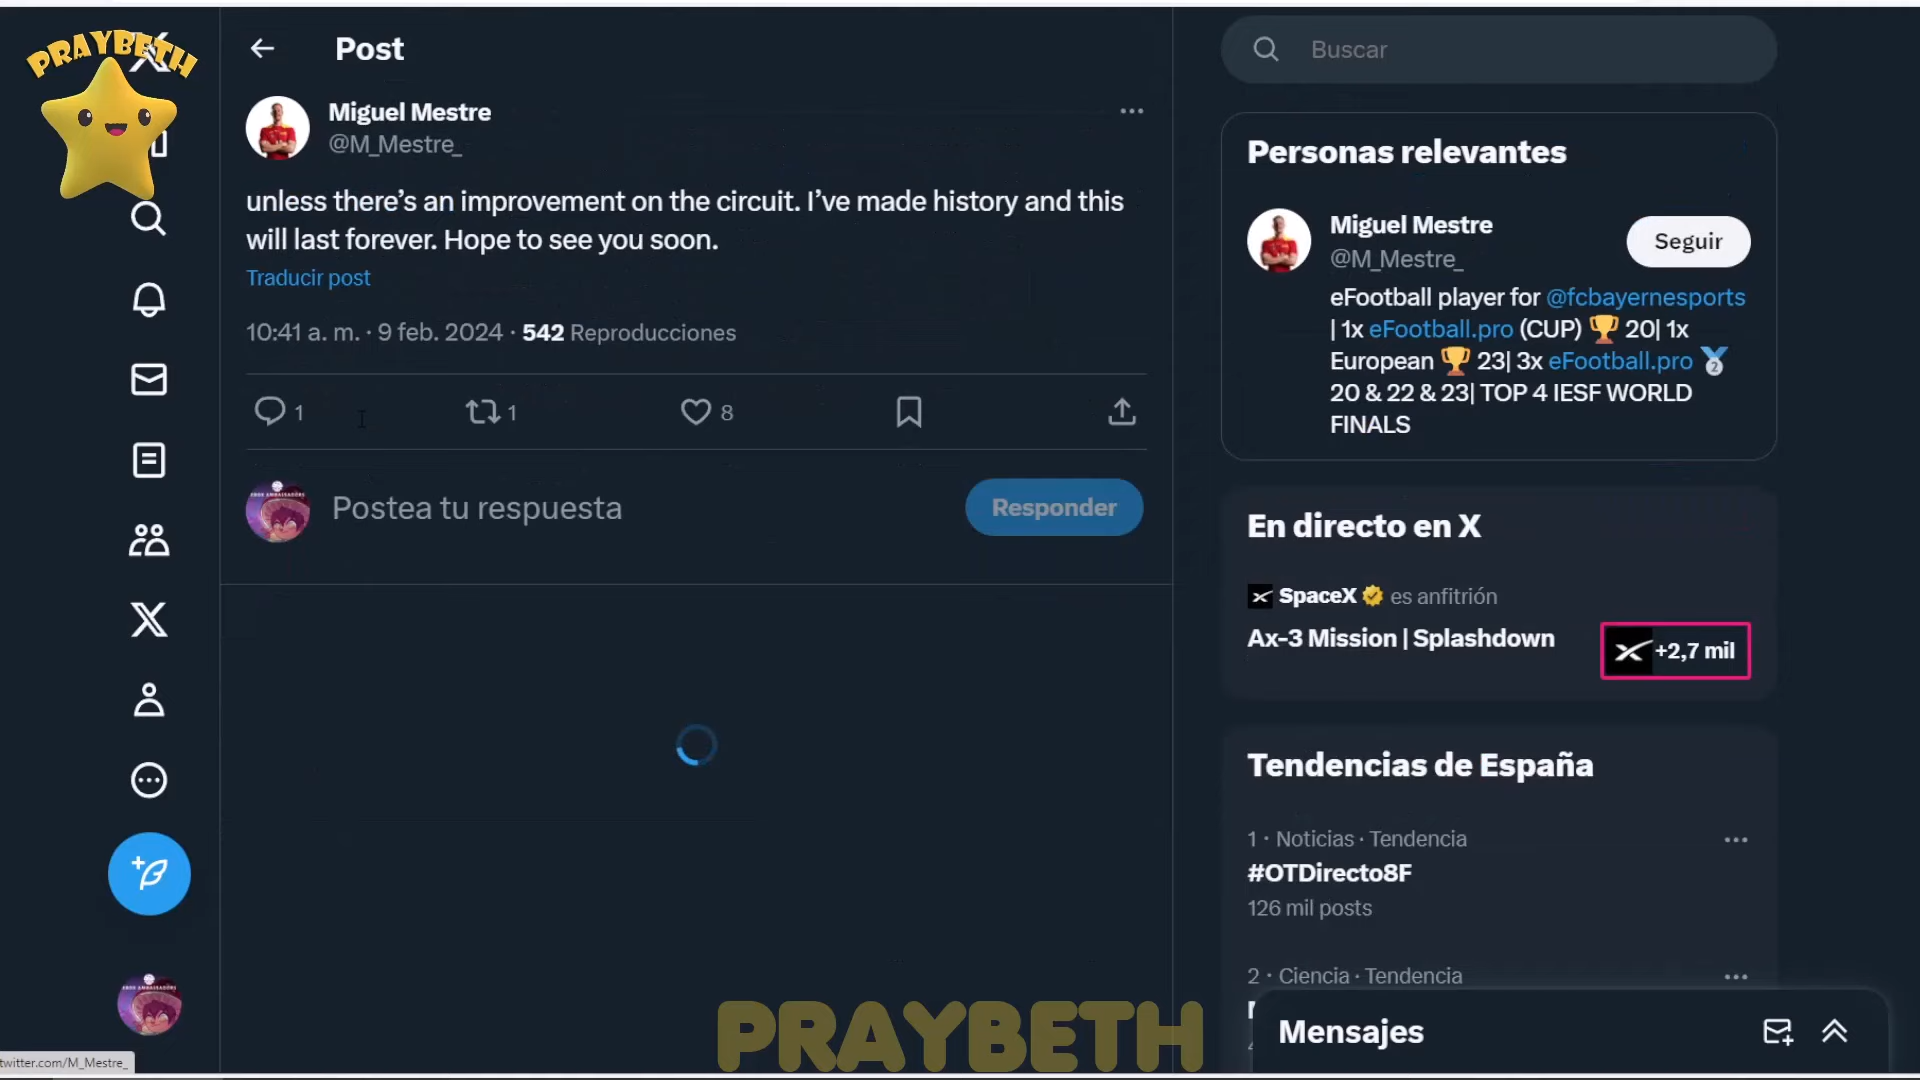 PRAYBETH
Post
Miguel Mestre
@M_Mestre_
unless there’s an improvement on the circuit. I’ve made history and this
will last forever. Hope to see you soon.
Traducir post
10:41 a. m. · 9 feb. 2024 · 542 Reproducciones
1
1
8
Postea tu respuesta
Responder
Buscar
Personas relevantes
Miguel Mestre
@M_Mestre_
Seguir
eFootball player for @fcbayernesports
| 1x eFootball.pro (CUP) 🏆 20| 1x
European 🏆 23| 3x eFootball.pro 🥈
20 & 22 & 23| TOP 4 IESF WORLD
FINALS
En directo en X
SpaceX es anfitrión
Ax-3 Mission | Splashdown
+2,7 mil
Tendencias de España
1 · Noticias · Tendencia
#OTDirecto8F
126 mil posts
2 · Ciencia · Tendencia
Mensajes
PRAYBETH
twitter.com/M_Mestre_